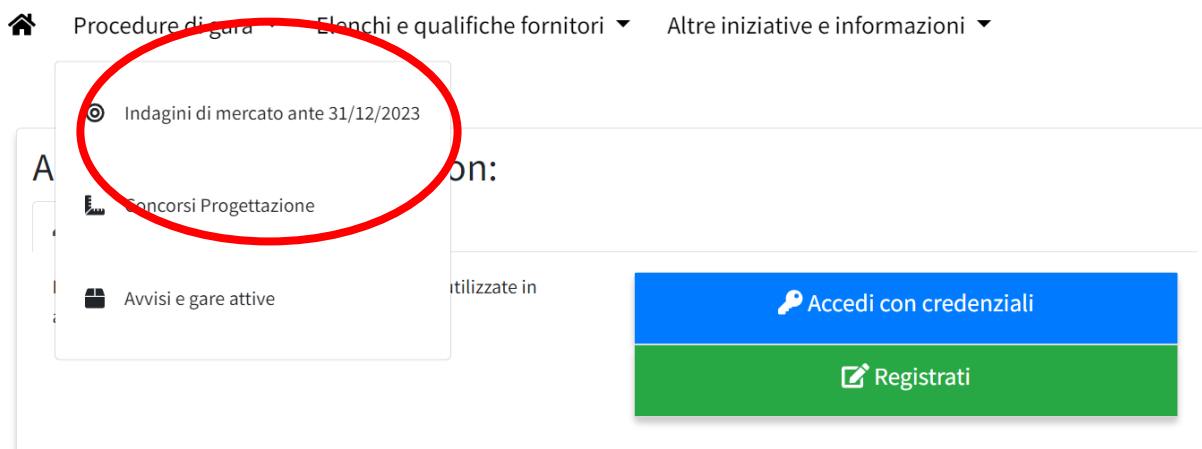 Procedure di gara Elenchi e qualifiche fornitori Altre iniziative e informazioni
Indagini di mercato ante 31/12/2023
A on:
Concorsi Progettazione
Avvisi e gare attive
utilizzate in
Accedi con credenziali
Registrati